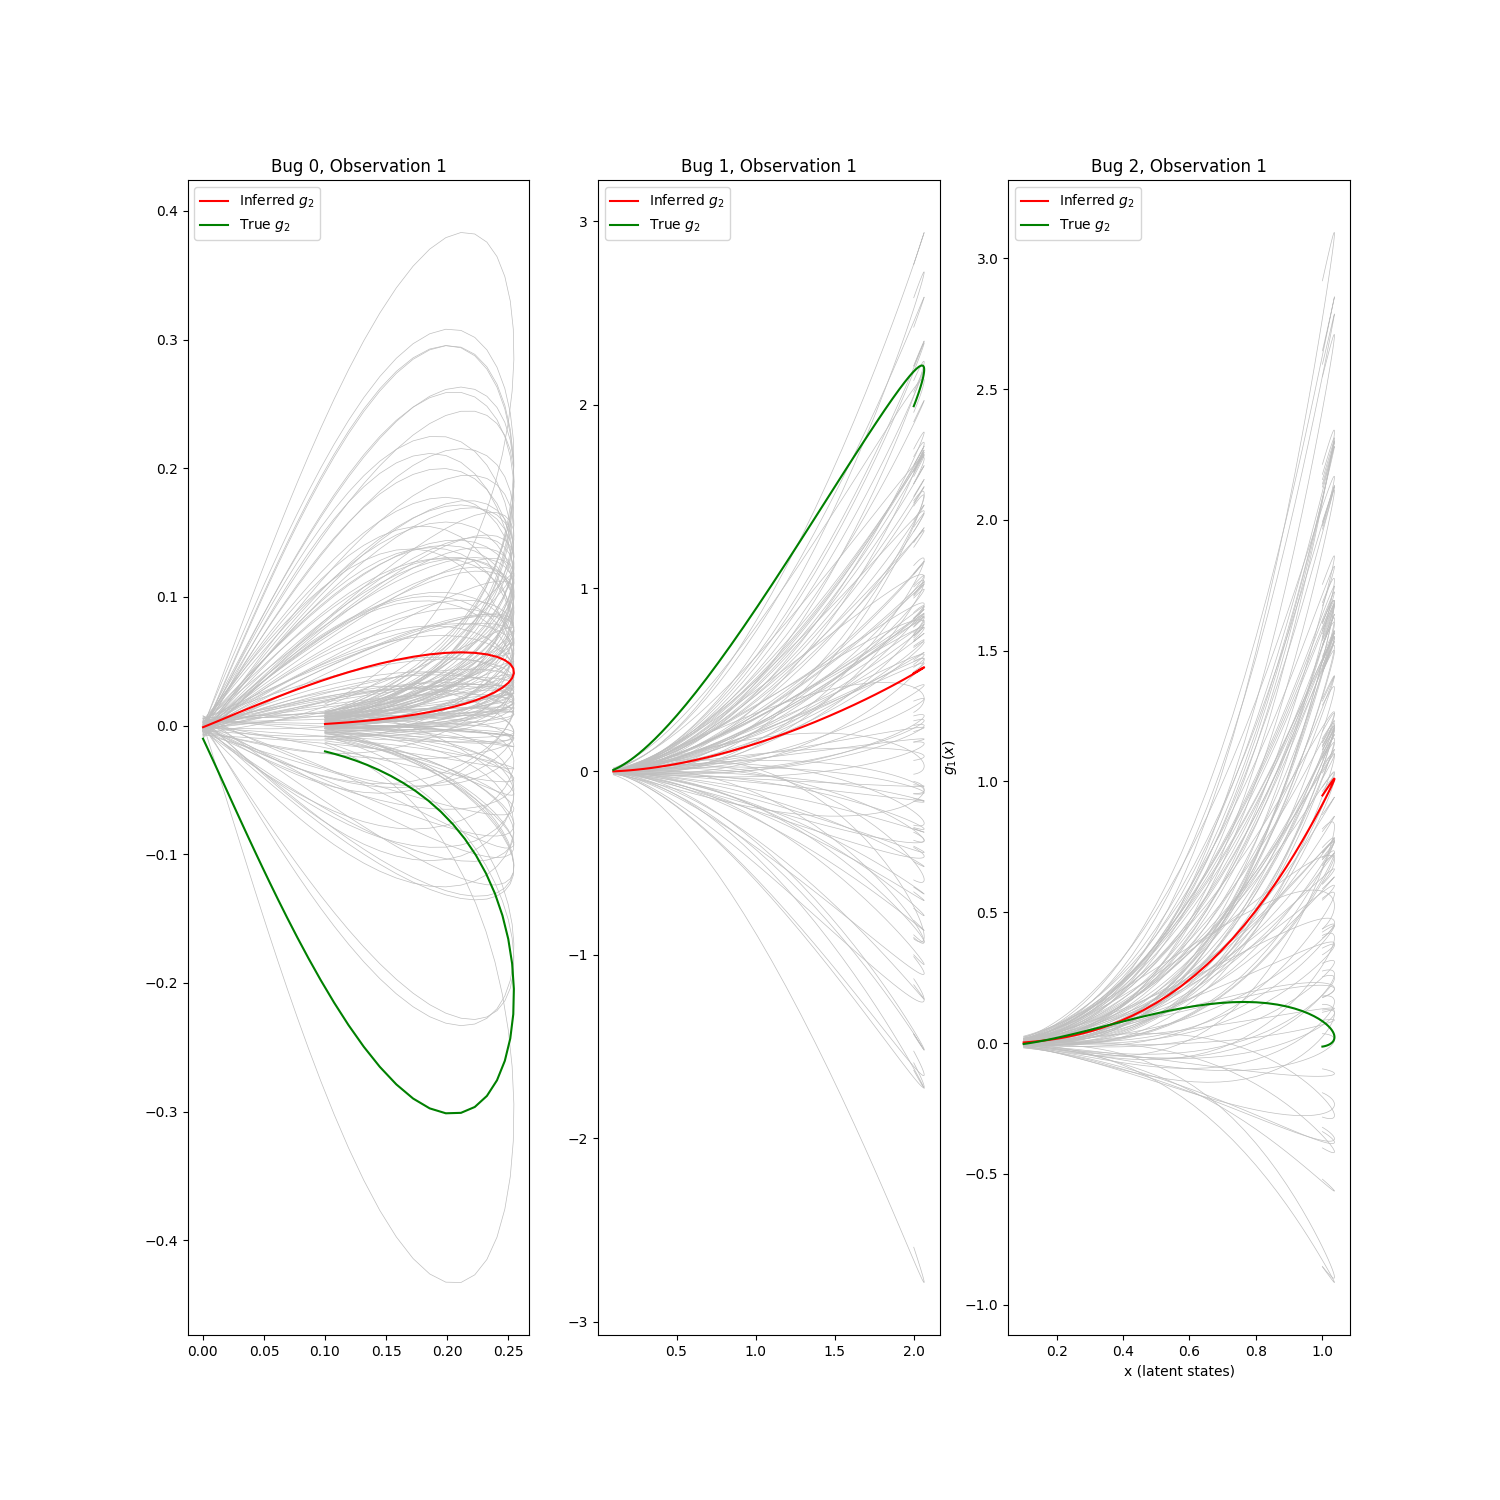 Bug 0, Observation 1
Inferred g₂
True g₂
0.4
0.3
0.2
0.1
0.0
−0.1
−0.2
−0.3
−0.4
0.00 0.05 0.10 0.15 0.20 0.25
Bug 1, Observation 1
Inferred g₂
True g₂
3
2
1
0
−1
−2
−3
0.5 1.0 1.5 2.0
Bug 2, Observation 1
Inferred g₂
True g₂
g₁(x)
3.0
2.5
2.0
1.5
1.0
0.5
0.0
−0.5
−1.0
0.2 0.4 0.6 0.8 1.0
x (latent states)